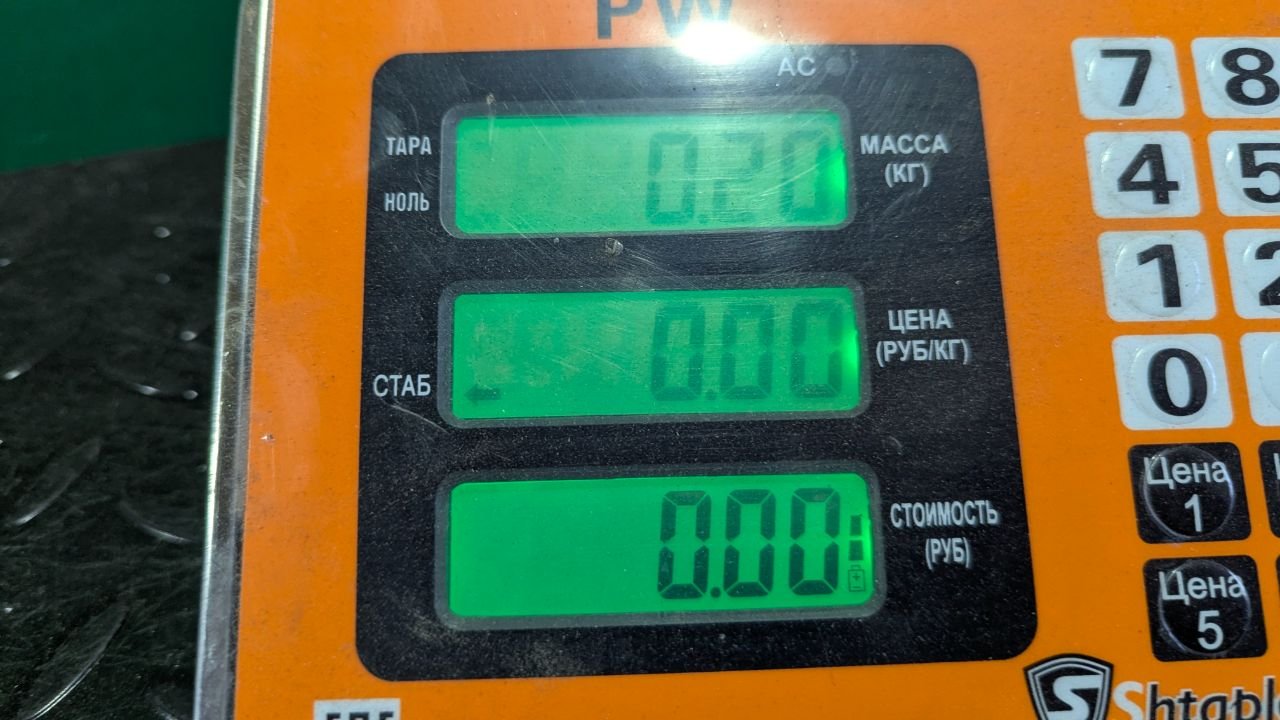 PW
AC
ТАРА
НОЛЬ
0.20
МАССА
(КГ)
СТАБ
0.00
ЦЕНА
(РУБ/КГ)
0.00
СТОИМОСТЬ
(РУБ)
7 8
4 5
1 2
0
Цена
1
Цена
5
S Shtaple